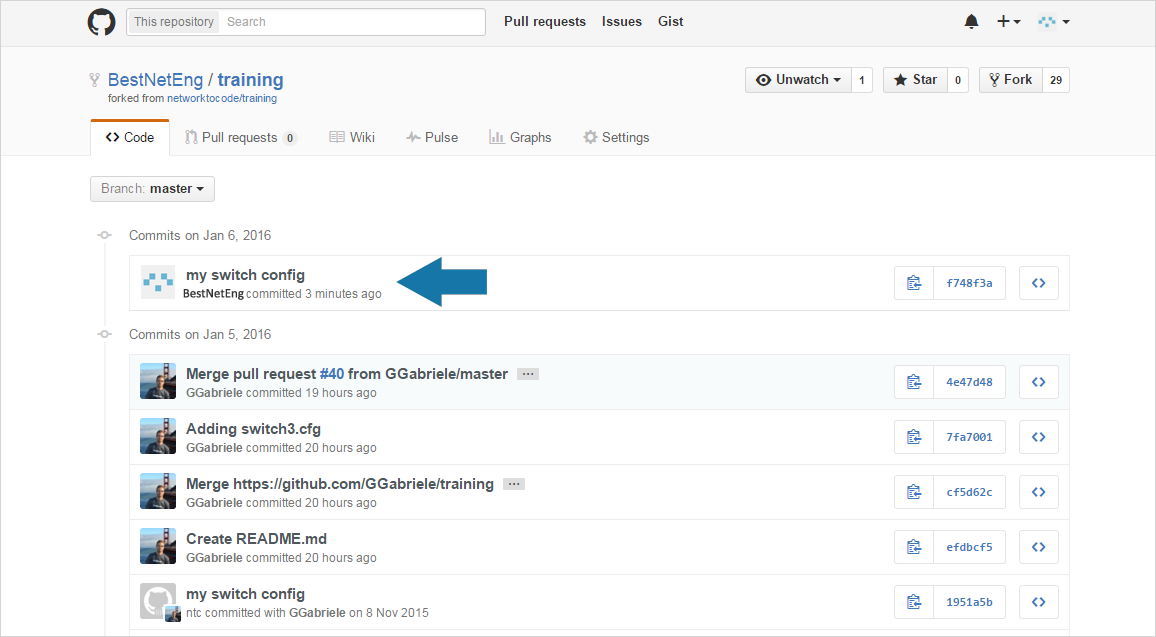 This repository Search Pull requests Issues Gist
BestNetEng / training
forked from networktocode/training
Unwatch 1 Star 0 Fork 29
Code Pull requests 0 Wiki Pulse Graphs Settings
Branch: master
Commits on Jan 6, 2016
my switch config
BestNetEng committed 3 minutes ago
f748f3a
Commits on Jan 5, 2016
Merge pull request #40 from GGabriele/master ...
GGabriele committed 19 hours ago
4e47d48
Adding switch3.cfg
GGabriele committed 20 hours ago
7fa7001
Merge https://github.com/GGabriele/training ...
GGabriele committed 20 hours ago
cf5d62c
Create README.md
GGabriele committed 20 hours ago
efdbcf5
my switch config
ntc committed with GGabriele on 8 Nov 2015
1951a5b